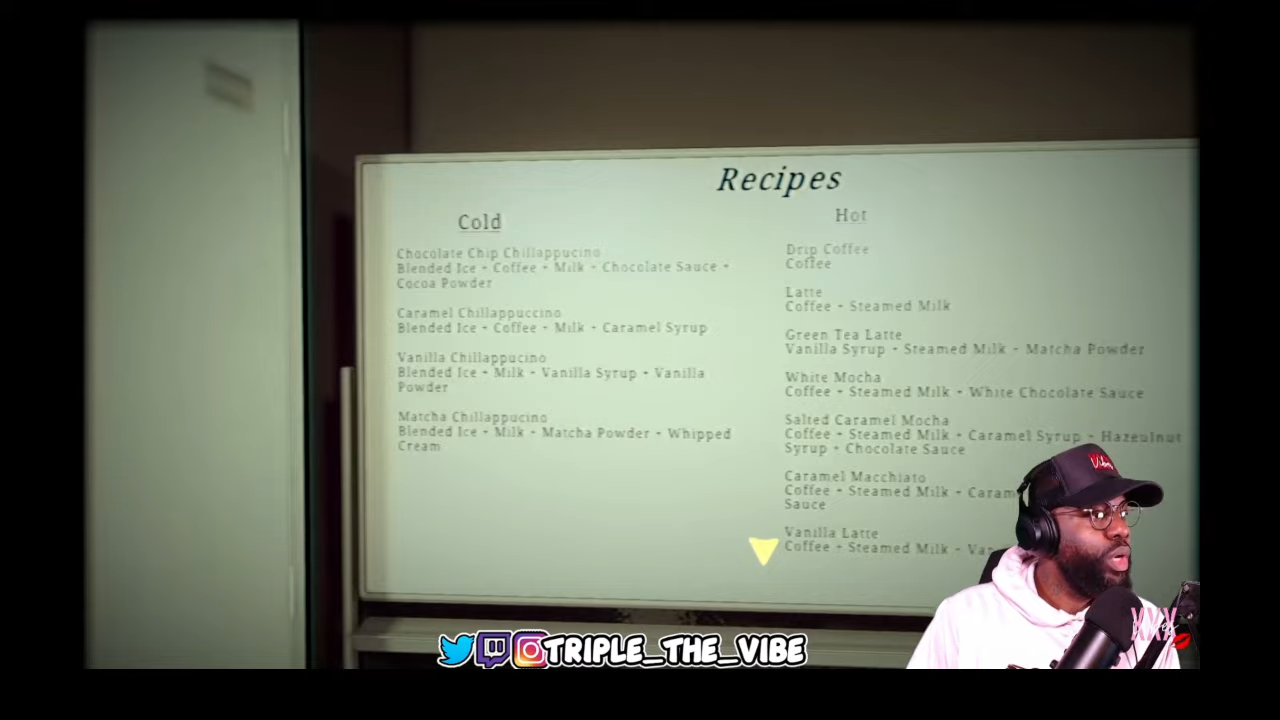 Recipes
Cold
Chocolate Chip Chillappucino
Blended Ice - Coffee - Milk - Chocolate Sauce -
Cocoa Powder
Caramel Chillappuccino
Blended Ice - Coffee - Milk - Caramel Syrup
Vanilla Chillappucino
Blended Ice - Milk - Vanilla Syrup - Vanilla
Powder
Matcha Chillappucino
Blended Ice - Milk - Matcha Powder - Whipped
Cream
Hot
Drip Coffee
Coffee
Latte
Coffee - Steamed Milk
Green Tea Latte
Vanilla Syrup - Steamed Milk - Matcha Powder
White Mocha
Coffee - Steamed Milk - White Chocolate Sauce
Salted Caramel Mocha
Coffee - Steamed Milk - Caramel Syrup - Hazelnut
Syrup - Chocolate Sauce
Caramel Macchiato
Coffee - Steamed Milk - Caram
Sauce
Vanilla Latte
Coffee - Steamed Milk - Va
TRIPLE_THE_VIBE
XXX